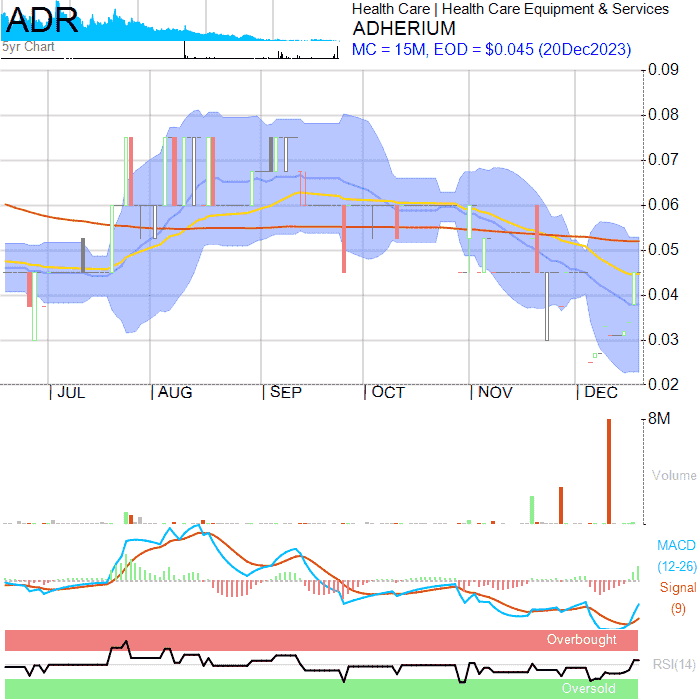 ADR
5yr Chart
Health Care | Health Care Equipment & Services
ADHERIUM
MC = 15M, EOD = $0.045 (20Dec2023)
0.09
0.08
0.07
0.06
0.05
0.04
0.03
0.02
| JUL | AUG | SEP | OCT | NOV | DEC
8M
Volume
MACD
(12-26)
Signal
(9)
Overbought
RSI(14)
Oversold